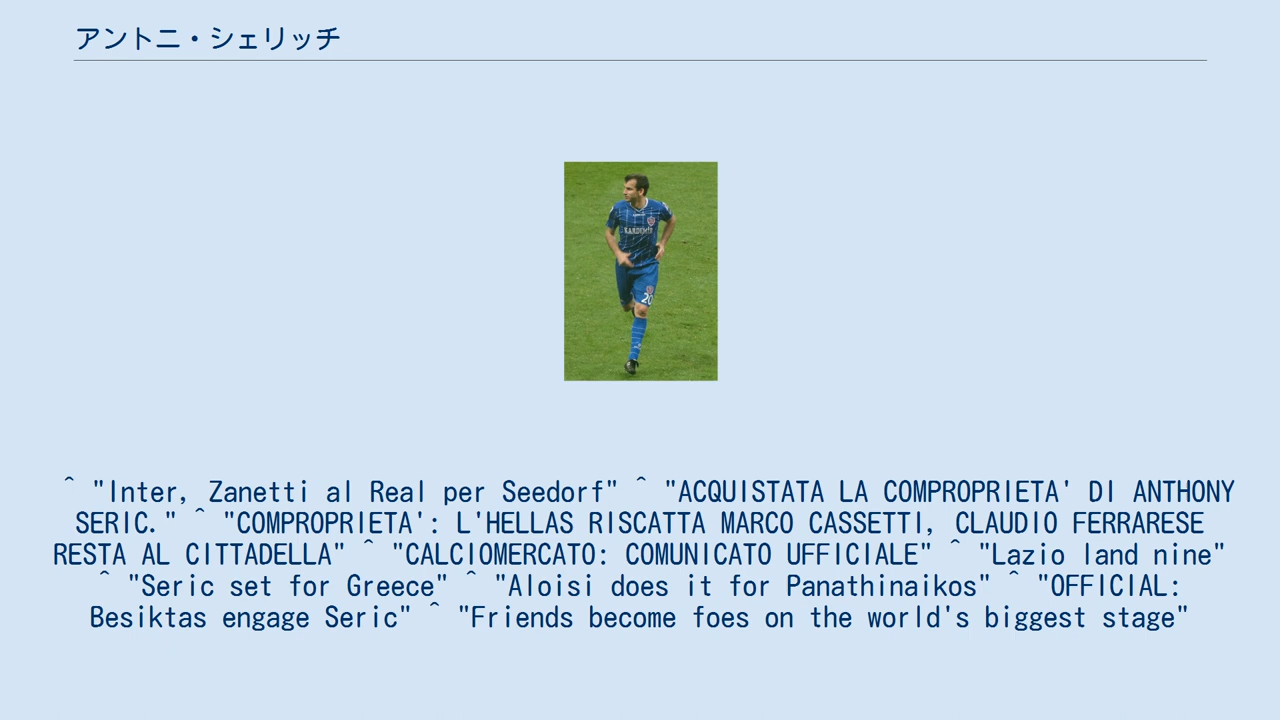 アントニ・シェリッチ
KARDEMİR
20
^ "Inter, Zanetti al Real per Seedorf" ^ "ACQUISTATA LA COMPROPRIETA' DI ANTHONY
SERIC." ^ "COMPROPRIETA': L'HELLAS RISCATTA MARCO CASSETTI, CLAUDIO FERRARESE
RESTA AL CITTADELLA" ^ "CALCIOMERCATO: COMUNICATO UFFICIALE" ^ "Lazio land nine"
^ "Seric set for Greece" ^ "Aloisi does it for Panathinaikos" ^ "OFFICIAL:
Besiktas engage Seric" ^ "Friends become foes on the world's biggest stage"